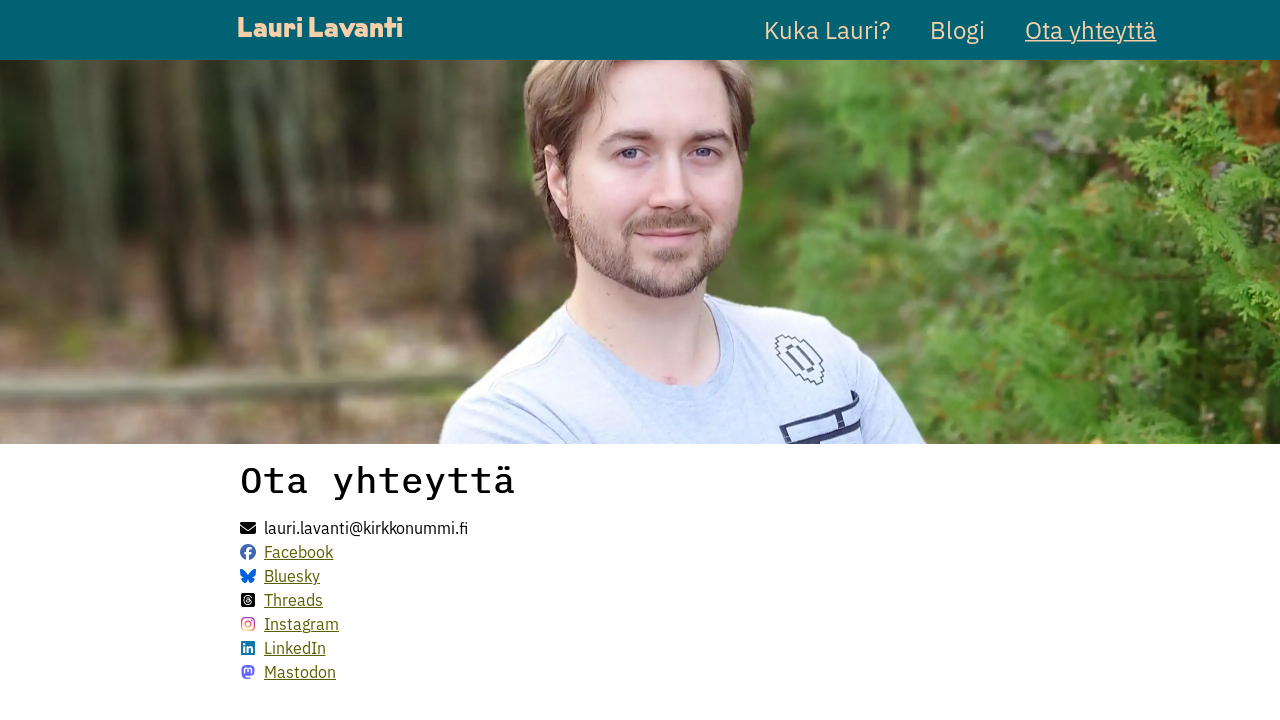 Lauri Lavanti
Kuka Lauri?
Blogi
Ota yhteyttä
Ota yhteyttä
lauri.lavanti@kirkkonummi.fi
Facebook
Bluesky
Threads
Instagram
LinkedIn
Mastodon